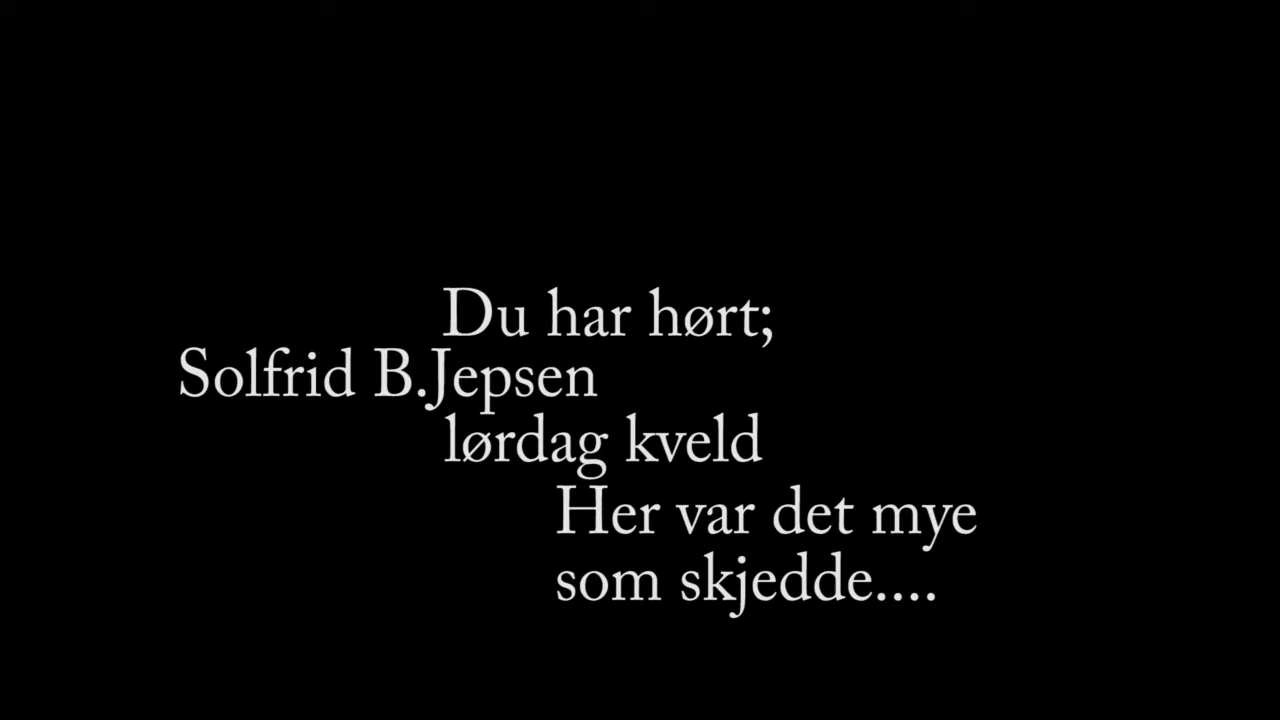 Du har hørt;
Solfrid B.Jepsen
lørdag kveld
Her var det mye
som skjedde....